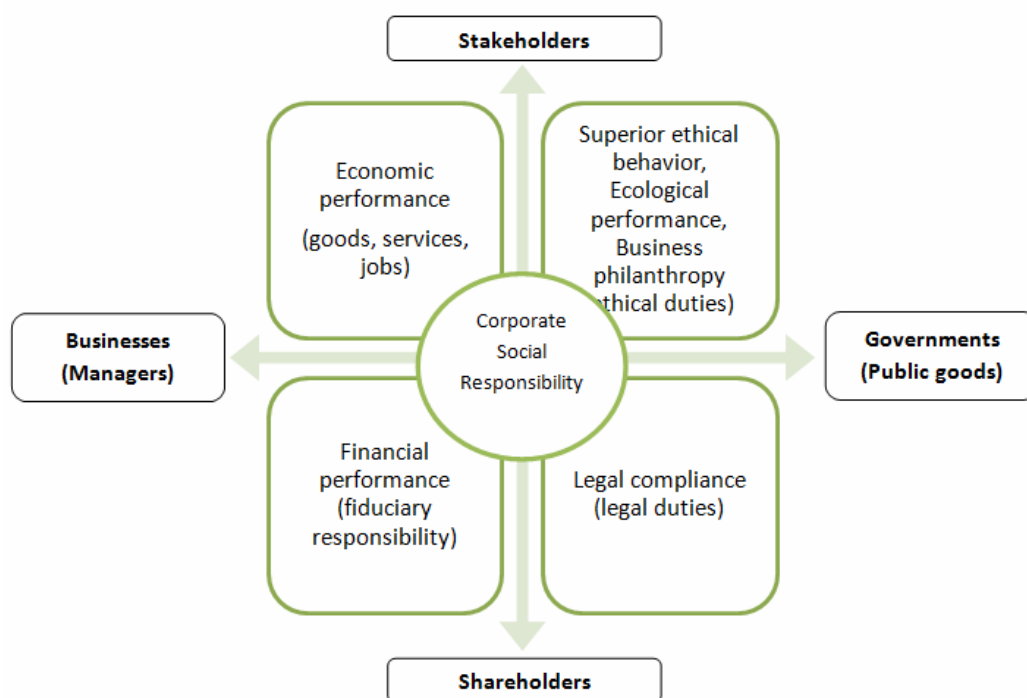 Stakeholders
Economic
performance
(goods, services,
jobs)
Superior ethical
behavior,
Ecological
performance,
Business
philanthropy
ethical duties)
Corporate
Social
Responsibility
Businesses
(Managers)
Governments
(Public goods)
Financial
performance
(fiduciary
responsibility)
Legal compliance
(legal duties)
Shareholders